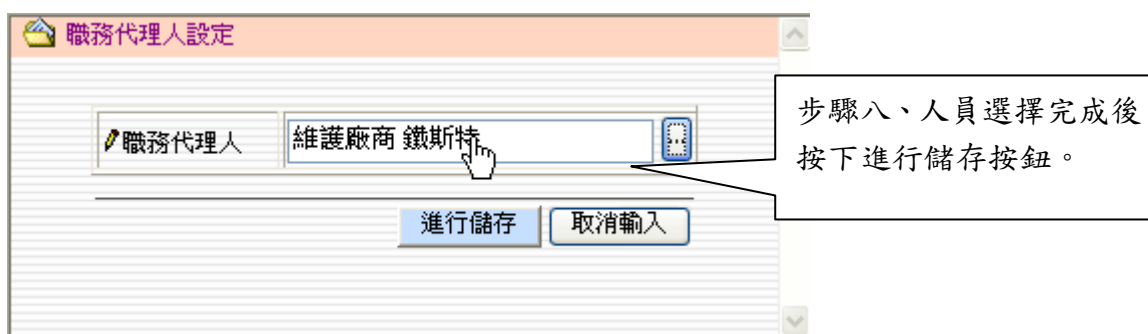 職務代理人設定
職務代理人
維護廠商 鐵斯特
步驟八、人員選擇完成後
按下進行儲存按鈕。
進行儲存
取消輸入